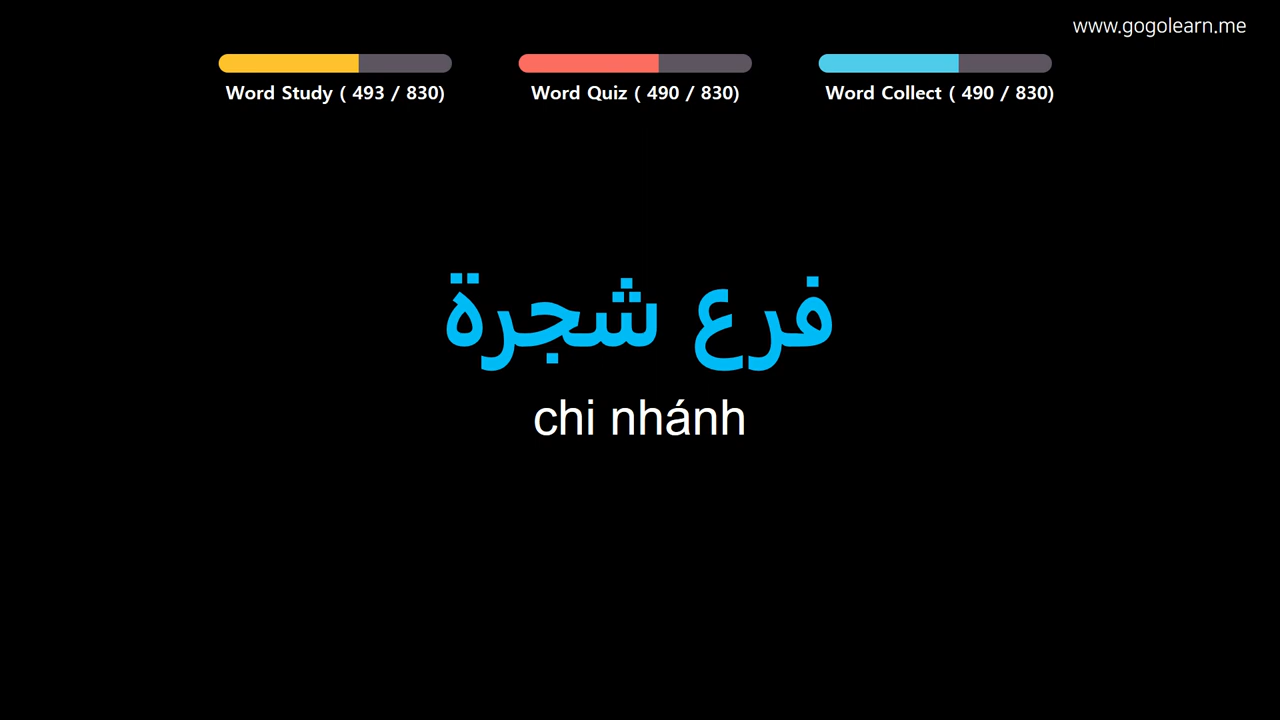 www.gogolearn.me
Word Study ( 493 / 830)
Word Quiz ( 490 / 830)
Word Collect ( 490 / 830)
فرع شجرة
chi nhánh